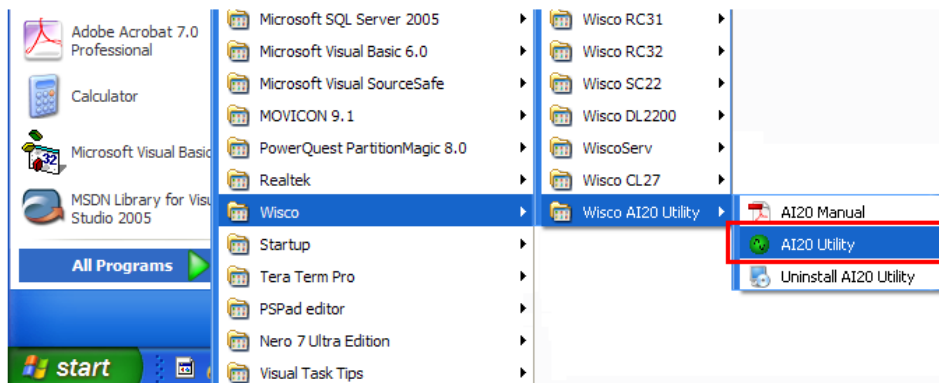 Adobe Acrobat 7.0
Professional
Calculator
Microsoft Visual Basic
MSDN Library for Visu
Studio 2005
All Programs
start
Microsoft SQL Server 2005
Microsoft Visual Basic 6.0
Microsoft Visual SourceSafe
MOVICON 9.1
PowerQuest PartitionMagic 8.0
Realtek
Wisco
Startup
Tera Term Pro
PSPad editor
Nero 7 Ultra Edition
Visual Task Tips
Wisco RC31
Wisco RC32
Wisco SC22
Wisco DL2200
WiscoServ
Wisco CL27
Wisco AI20 Utility
AI20 Manual
AI20 Utility
Uninstall AI20 Utility